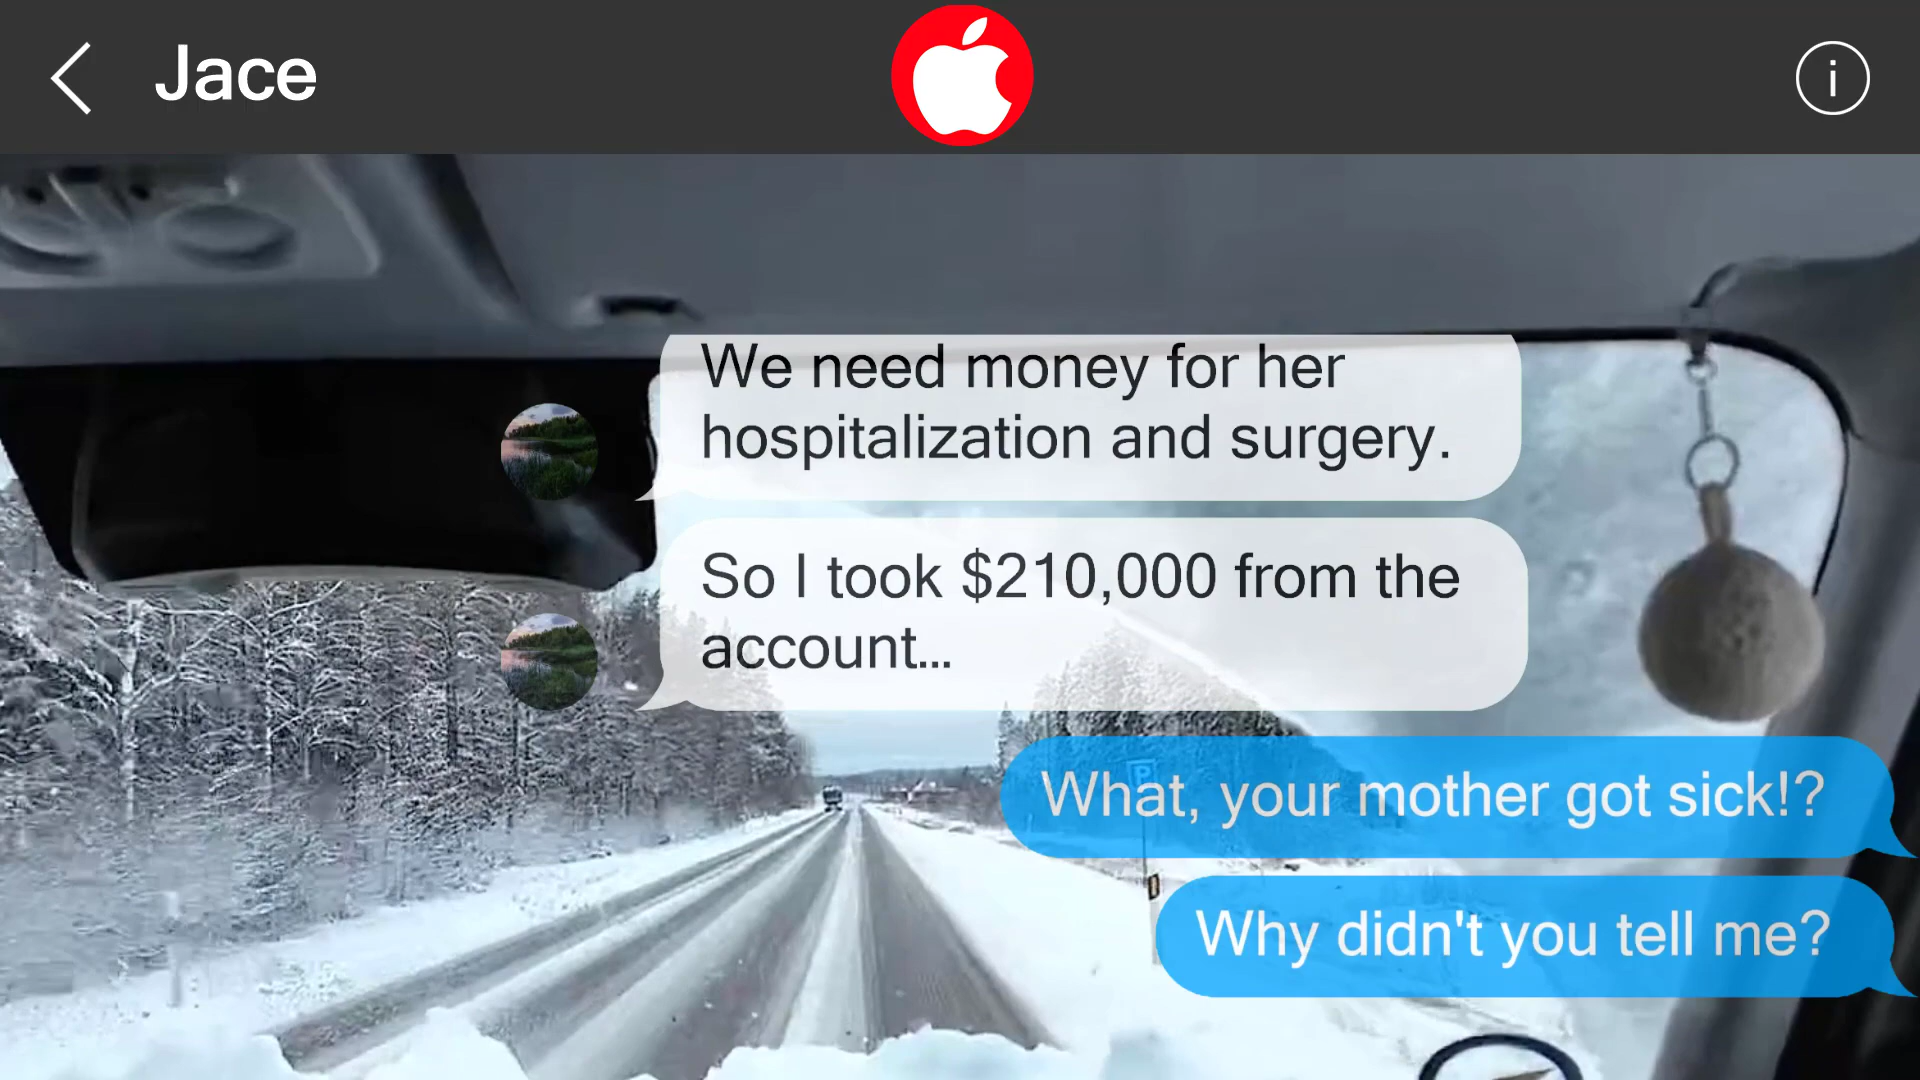 Jace
We need money for her
hospitalization and surgery.
So I took $210,000 from the
account...
What, your mother got sick!?
Why didn't you tell me?